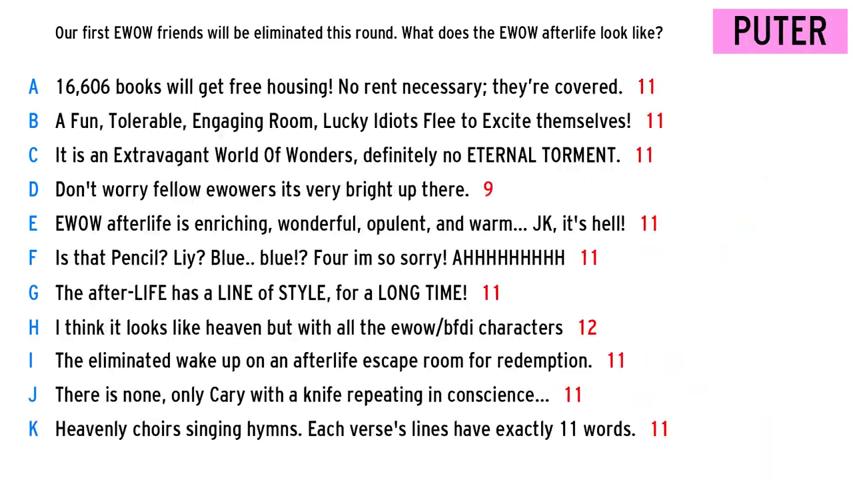 Our first EWOW friends will be eliminated this round. What does the EWOW afterlife look like?
PUTER
A 16,606 books will get free housing! No rent necessary; they're covered. 11
B A Fun, Tolerable, Engaging Room, Lucky Idiots Flee to Excite themselves! 11
C It is an Extravagant World Of Wonders, definitely no ETERNAL TORMENT. 11
D Don't worry fellow ewowers its very bright up there. 9
E EWOW afterlife is enriching, wonderful, opulent, and warm... JK, it's hell! 11
F Is that Pencil? Liy? Blue.. blue!? Four im so sorry! AHHHHHHHHH 11
G The after-LIFE has a LINE of STYLE, for a LONG TIME! 11
H I think it looks like heaven but with all the ewow/bfdi characters 12
I The eliminated wake up on an afterlife escape room for redemption. 11
J There is none, only Cary with a knife repeating in conscience... 11
K Heavenly choirs singing hymns. Each verse's lines have exactly 11 words. 11